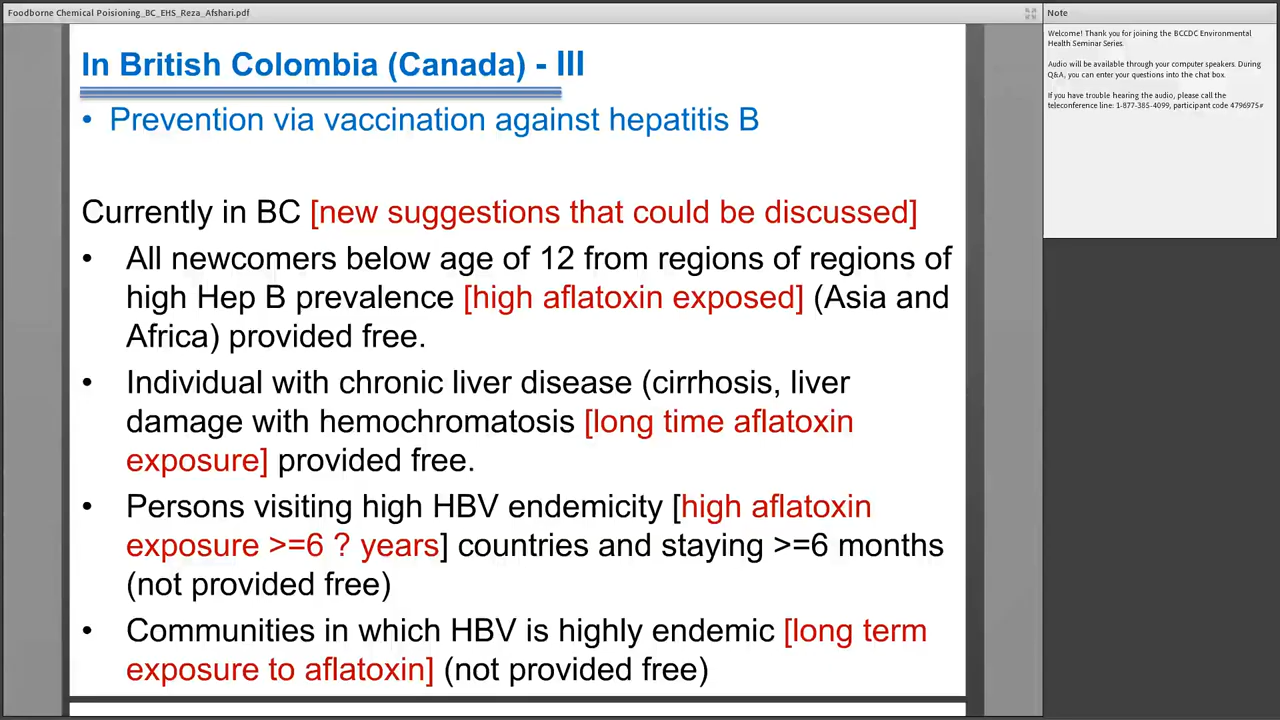 Foodborne Chemical Poisioning_BC_EHS_Reza_Afshari.pdf
In British Colombia (Canada) - III
• Prevention via vaccination against hepatitis B
Currently in BC [new suggestions that could be discussed]
• All newcomers below age of 12 from regions of regions of
high Hep B prevalence [high aflatoxin exposed] (Asia and
Africa) provided free.
• Individual with chronic liver disease (cirrhosis, liver
damage with hemochromatosis [long time aflatoxin
exposure] provided free.
• Persons visiting high HBV endemicity [high aflatoxin
exposure >=6 ? years] countries and staying >=6 months
(not provided free)
• Communities in which HBV is highly endemic [long term
exposure to aflatoxin] (not provided free)
Note
Welcome! Thank you for joining the BCCDC Environmental
Health Seminar Series.
Audio will be available through your computer speakers. During
Q&A, you can enter your questions into the chat box.
If you have trouble hearing the audio, please call the
teleconference line: 1-877-385-4099, participant code 4796975#